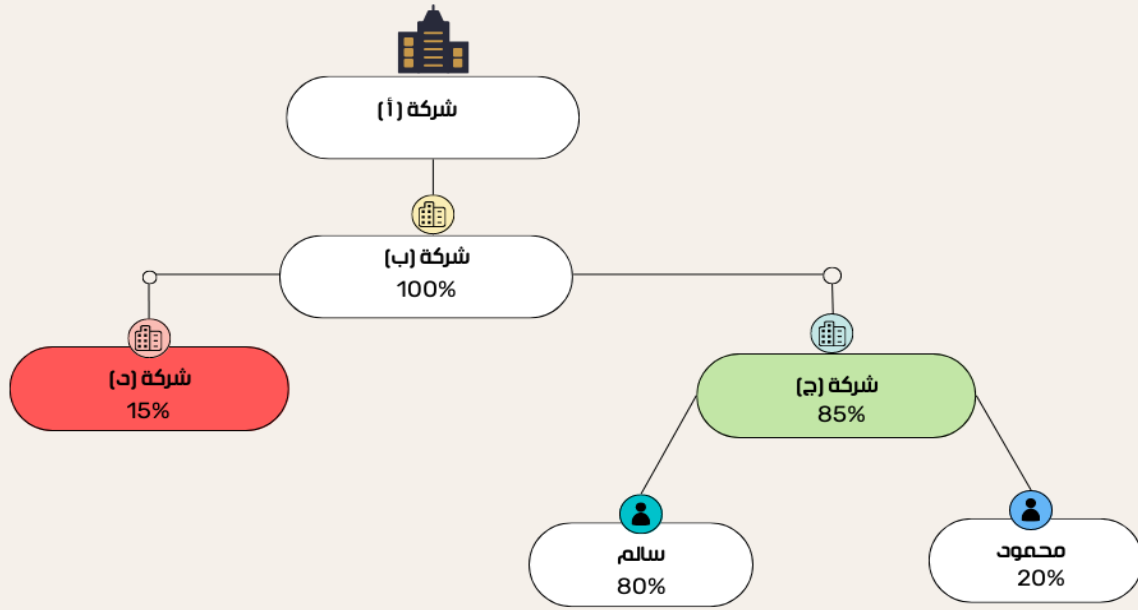 شركة (أ)
شركة (ب)
100%
شركة (ج)
85%
شركة (د)
15%
محمود
20%
سالم
80%